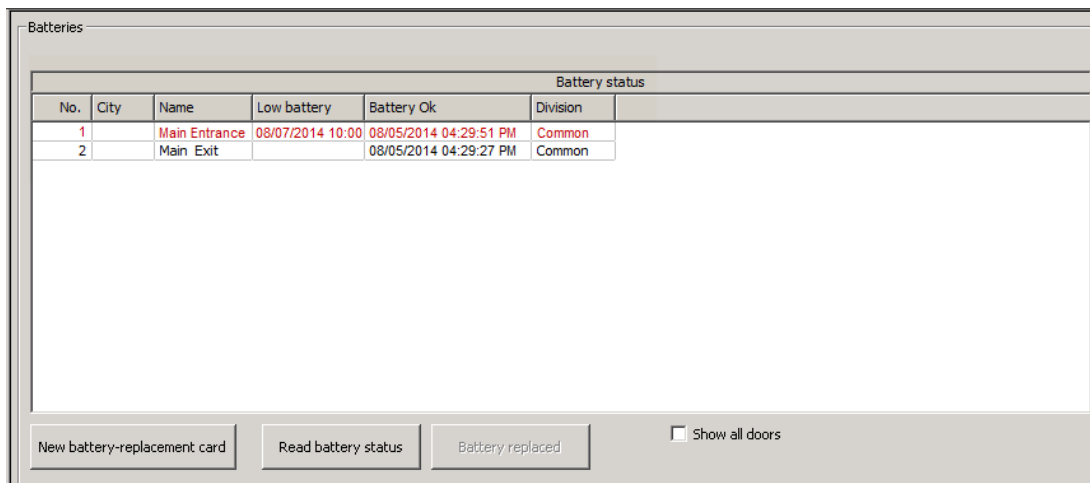 Batteries
Battery status
No. City Name Low battery Battery Ok Division
1 Main Entrance 08/07/2014 10:00 08/05/2014 04:29:51 PM Common
2 Main Exit 08/05/2014 04:29:27 PM Common
New battery-replacement card Read battery status Battery replaced Show all doors